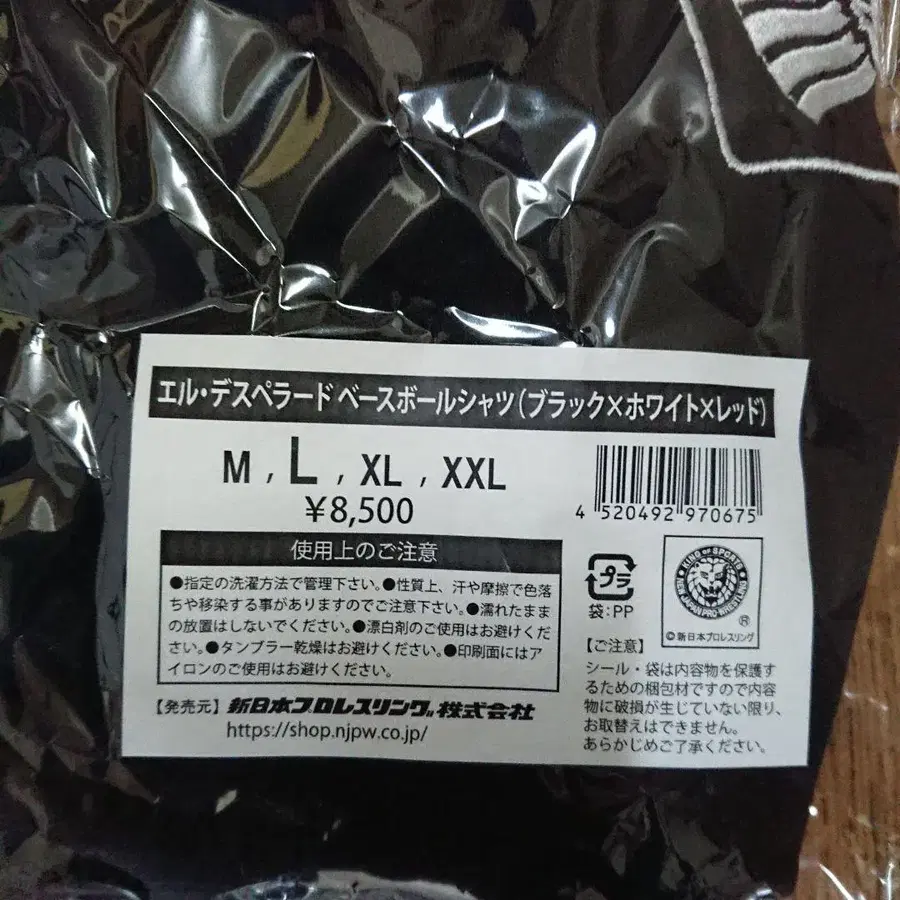 エル・デスペラード ベースボールシャツ(ブラック×ホワイト×レッド)
M , L , XL , XXL
¥8,500
4 520492 970675
使用上のご注意
●指定の洗濯方法で管理下さい。●性質上、汗や摩擦で色落
ちや移染する事がありますのでご注意下さい。●濡れたまま
の放置はしないでください。●漂白剤のご使用はお避けくだ
さい。●タンブラー乾燥はお避けください。●印刷面にはア
イロンのご使用はお避けください。
【発売元】新日本プロレスリング株式会社
https://shop.njpw.co.jp/
プラ
袋:PP
KING OF SPORTS
NEW JAPAN PRO-WRESTLING
®
©新日本プロレスリング
【ご注意】
シール・袋は内容物を保護す
るための梱包材ですので内容
物に破損が生じていない限り、
お取替えはできません。
あらかじめご了承ください。